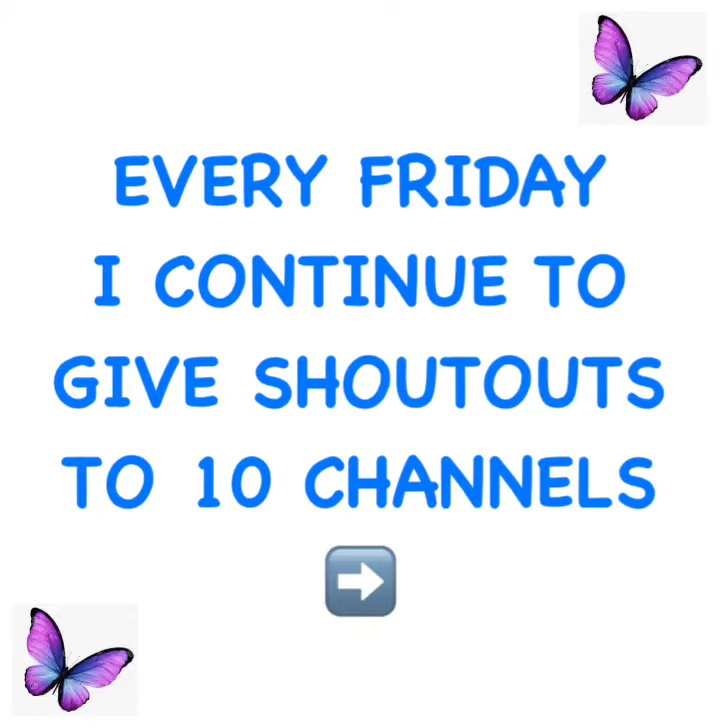 EVERY FRIDAY
I CONTINUE TO
GIVE SHOUTOUTS
TO 10 CHANNELS